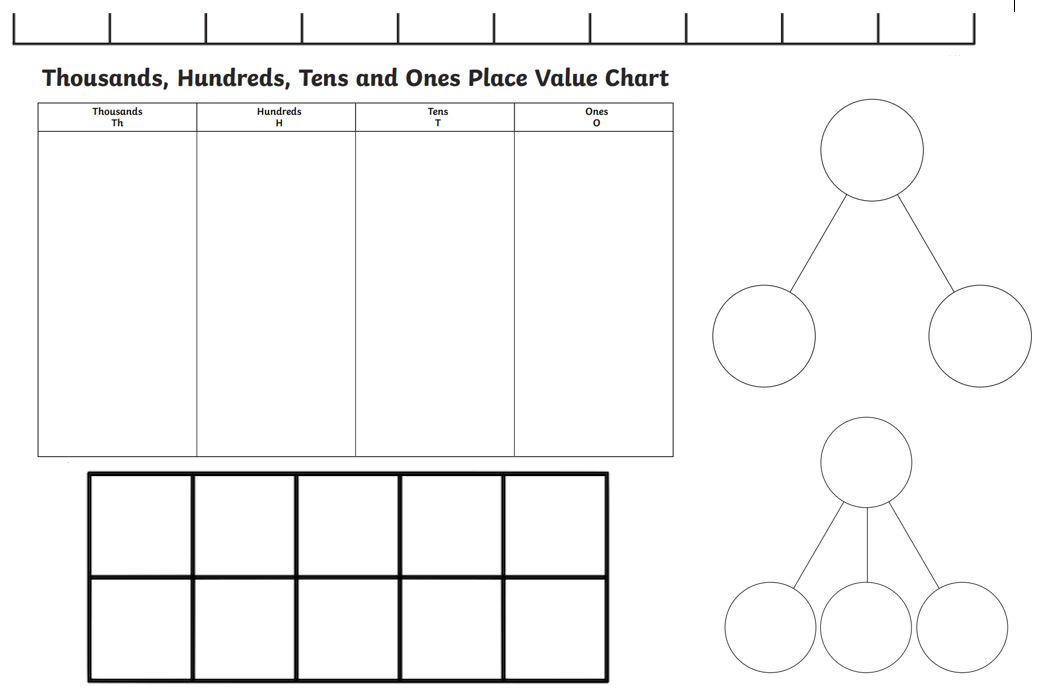 Thousands, Hundreds, Tens and Ones Place Value Chart
Thousands Hundreds Tens Ones
Th H T O